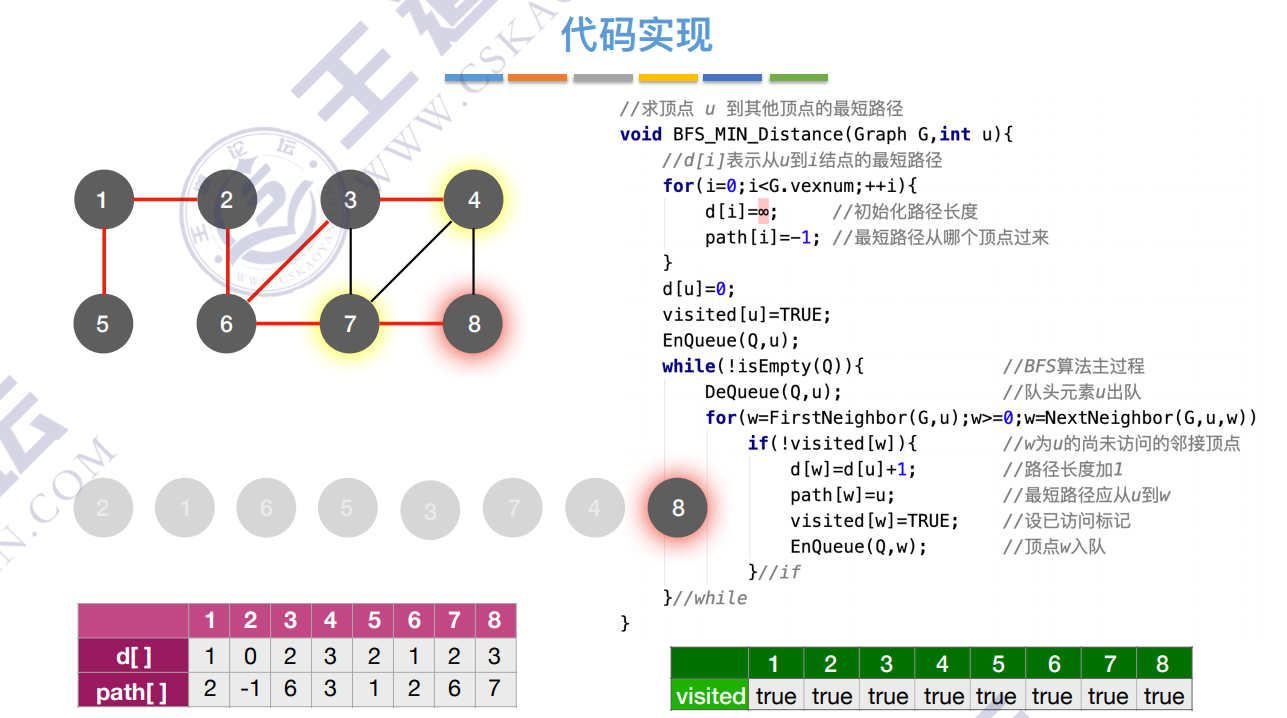 代码实现
//求顶点 u 到其他顶点的最短路径
void BFS_MIN_Distance(Graph G,int u){
//d[i]表示从u到i结点的最短路径
for(i=0;i<G.vexnum;++i){
d[i]=∞; //初始化路径长度
path[i]=-1; //最短路径从哪个顶点过来
}
d[u]=0;
visited[u]=TRUE;
EnQueue(Q,u);
while(!isEmpty(Q)){ //BFS算法主过程
DeQueue(Q,u); //队头元素u出队
for(w=FirstNeighbor(G,u);w>=0;w=NextNeighbor(G,u,w))
if(!visited[w]){ //w为u的尚未访问的邻接顶点
d[w]=d[u]+1; //路径长度加1
path[w]=u; //最短路径应从u到w
visited[w]=TRUE; //设已访问标记
EnQueue(Q,w); //顶点w入队
}//if
}//while
}
1 2 3 4
5 6 7 8
2 1 6 5 3 7 4 8
1 2 3 4 5 6 7 8
d[ ] 1 0 2 3 2 1 2 3
path[ ] 2 -1 6 3 1 2 6 7
1 2 3 4 5 6 7 8
visited true true true true true true true true